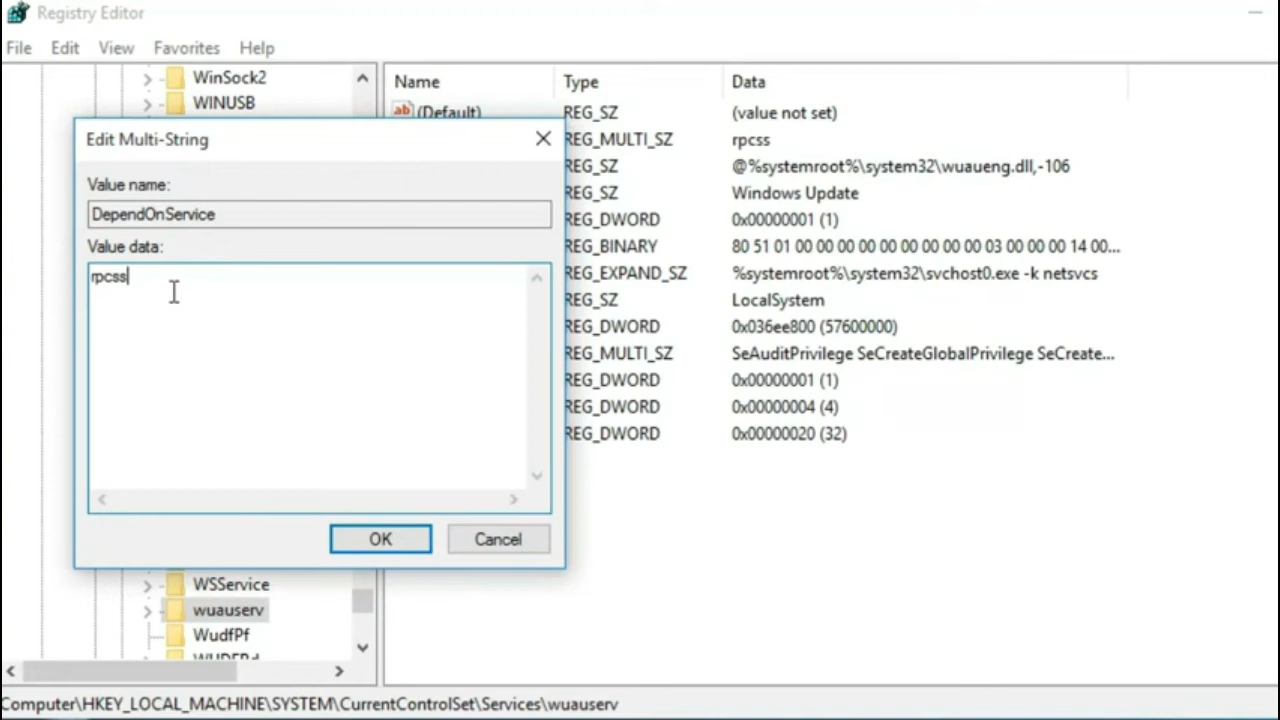 Registry Editor
File Edit View Favorites Help
WinSock2
WINUSB
Name Type Data
ab (Default) REG_SZ (value not set)
REG_MULTI_SZ rpcss
REG_SZ @%systemroot%\system32\wuaueng.dll,-106
REG_SZ Windows Update
REG_DWORD 0x00000001 (1)
REG_BINARY 80 51 01 00 00 00 00 00 00 00 00 00 03 00 00 00 14 00...
REG_EXPAND_SZ %systemroot%\system32\svchost0.exe -k netsvcs
REG_SZ LocalSystem
REG_DWORD 0x036ee800 (57600000)
REG_MULTI_SZ SeAuditPrivilege SeCreateGlobalPrivilege SeCreate...
REG_DWORD 0x00000001 (1)
REG_DWORD 0x00000004 (4)
REG_DWORD 0x00000020 (32)
Edit Multi-String
Value name:
DependOnService
Value data:
rpcss
OK Cancel
WSService
wuauserv
WudfPf
Computer\HKEY_LOCAL_MACHINE\SYSTEM\CurrentControlSet\Services\wuauserv